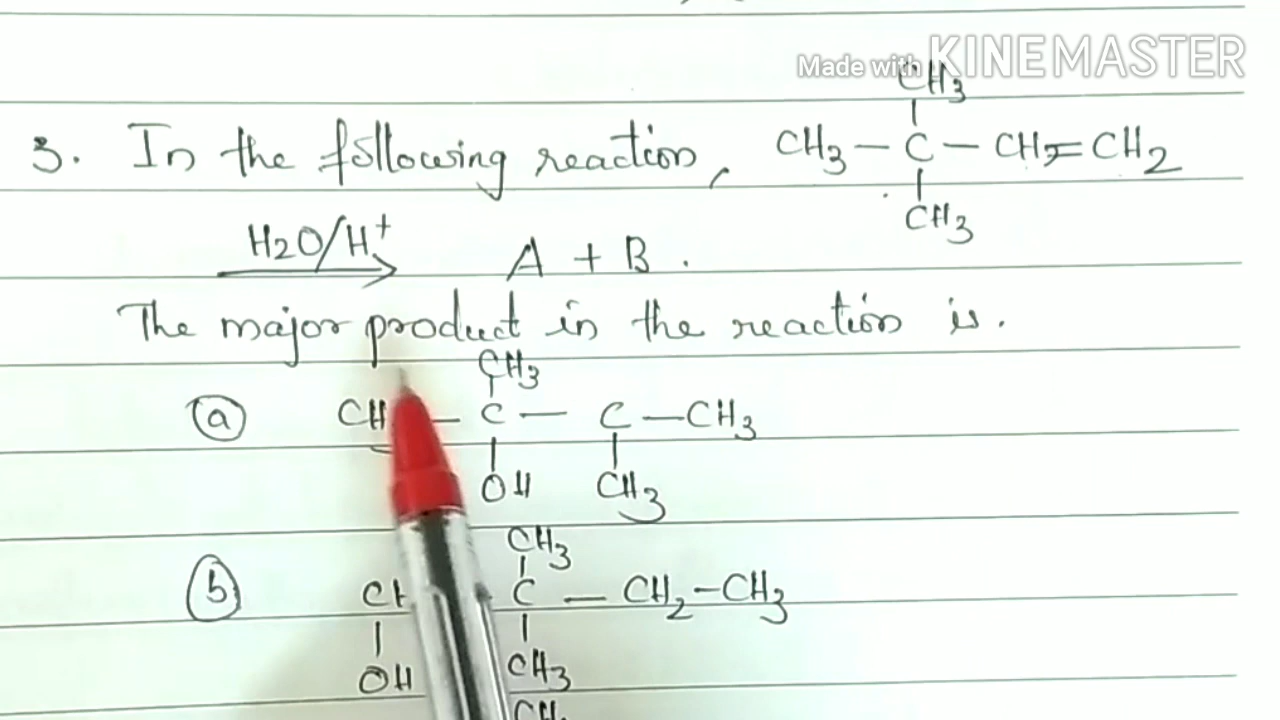 Made with KINEMASTER
CH3
3. In the following reaction, CH3 — C — CH = CH2
CH3
H2O/H+ → A + B.
The major product in the reaction is.
CH3
(a) CH — C — C — CH3
OH CH3
CH3
(b) C — CH2 – CH3
OH CH3